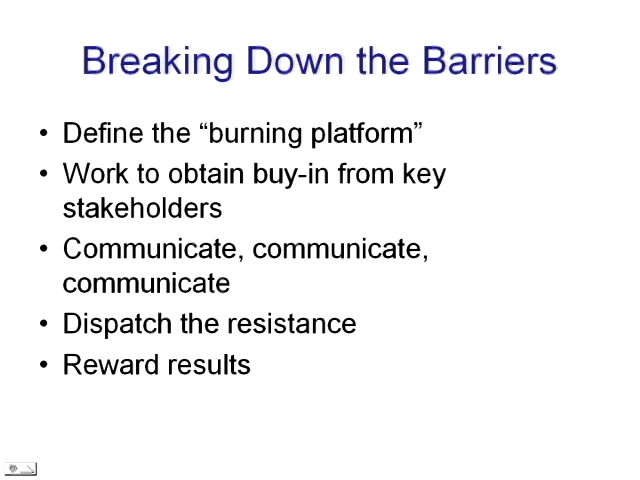 Breaking Down the Barriers
• Define the “burning platform”
• Work to obtain buy-in from key
stakeholders
• Communicate, communicate,
communicate
• Dispatch the resistance
• Reward results